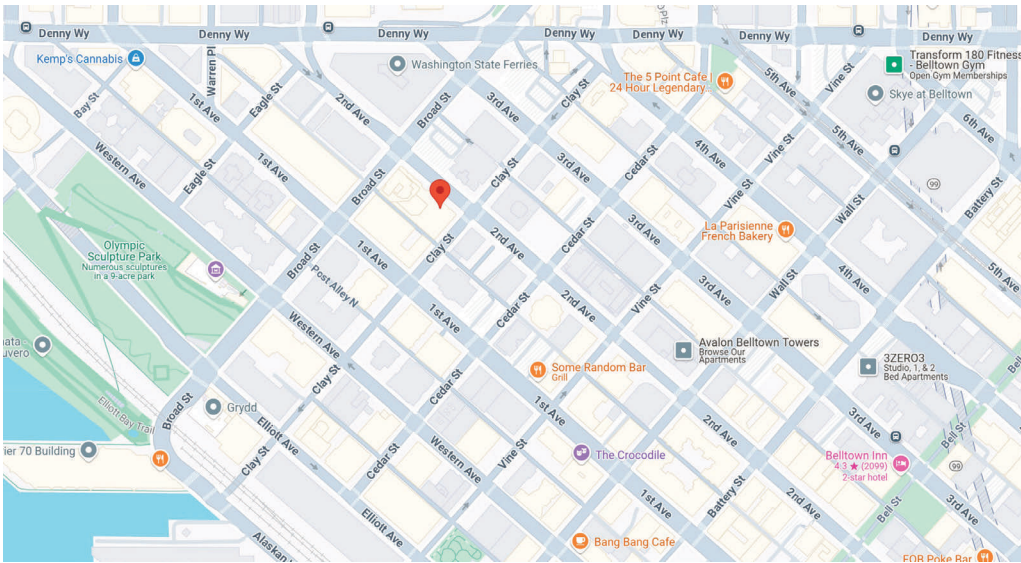 Denny Wy
Denny Wy
Denny Wy
Denny Wy
Denny Wy
Denny Wy
Denny Wy
Kemp's Cannabis
Warren Pl
Washington State Ferries
Transform 180 Fitness
- Belltown Gym
Open Gym Memberships
The 5 Point Cafe |
24 Hour Legendary...
Skye at Belltown
Bay St
1st Ave
Eagle St
2nd Ave
Broad St
3rd Ave
Clay St
5th Ave
Vine St
5th Ave
6th Ave
Western Ave
Eagle St
1st Ave
Broad St
Clay St
3rd Ave
Cedar St
4th Ave
Vine St
99
Battery St
Vine St
Wall St
La Parisienne
French Bakery
Olympic
Sculpture Park
Numerous sculptures
in a 9-acre park
Broad St
1st Ave
Clay St
2nd Ave
Cedar St
3rd Ave
Post Alley N
Cedar St
2nd Ave
Vine St
3rd Ave
Wall St
4th Ave
5th Ave
Western Ave
1st Ave
Avalon Belltown Towers
Browse Our
Apartments
3ZERO3
Studio, 1, & 2
Bed Apartments
Some Random Bar
Grill
Clay St
Cedar St
Grydd
Broad St
Elliott Bay Trail
1st Ave
2nd Ave
3rd Ave
Bell St
Elliott Ave
ier 70 Building
Clay St
Cedar St
Western Ave
Vine St
The Crocodile
Belltown Inn
4.3 ★ (2099)
2-star hotel
99
Elliott Ave
1st Ave
Battery St
2nd Ave
Bell St
3rd Ave
Bang Bang Cafe
FOB Poke Bar